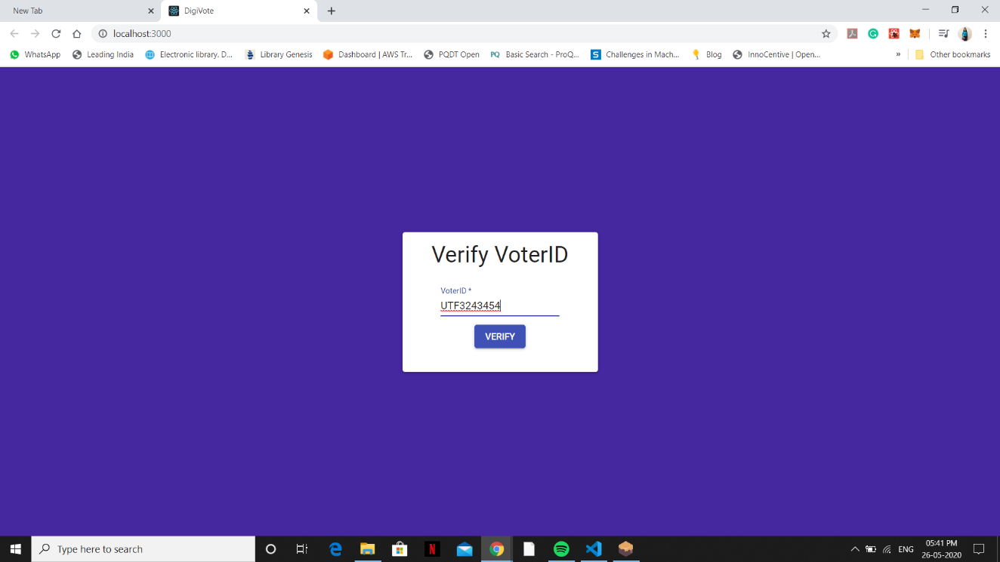 New Tab
DigiVote
localhost:3000
WhatsApp
Leading India
Electronic library. D...
Library Genesis
Dashboard | AWS Tr...
PQDT Open
PQ
Basic Search - ProQ...
S
Challenges in Mach...
Blog
InnoCentive | Open...
»
Other bookmarks
Verify VoterID
VoterID *
UTF3243454
VERIFY
Type here to search
N
ENG
05:41 PM
26-05-2020